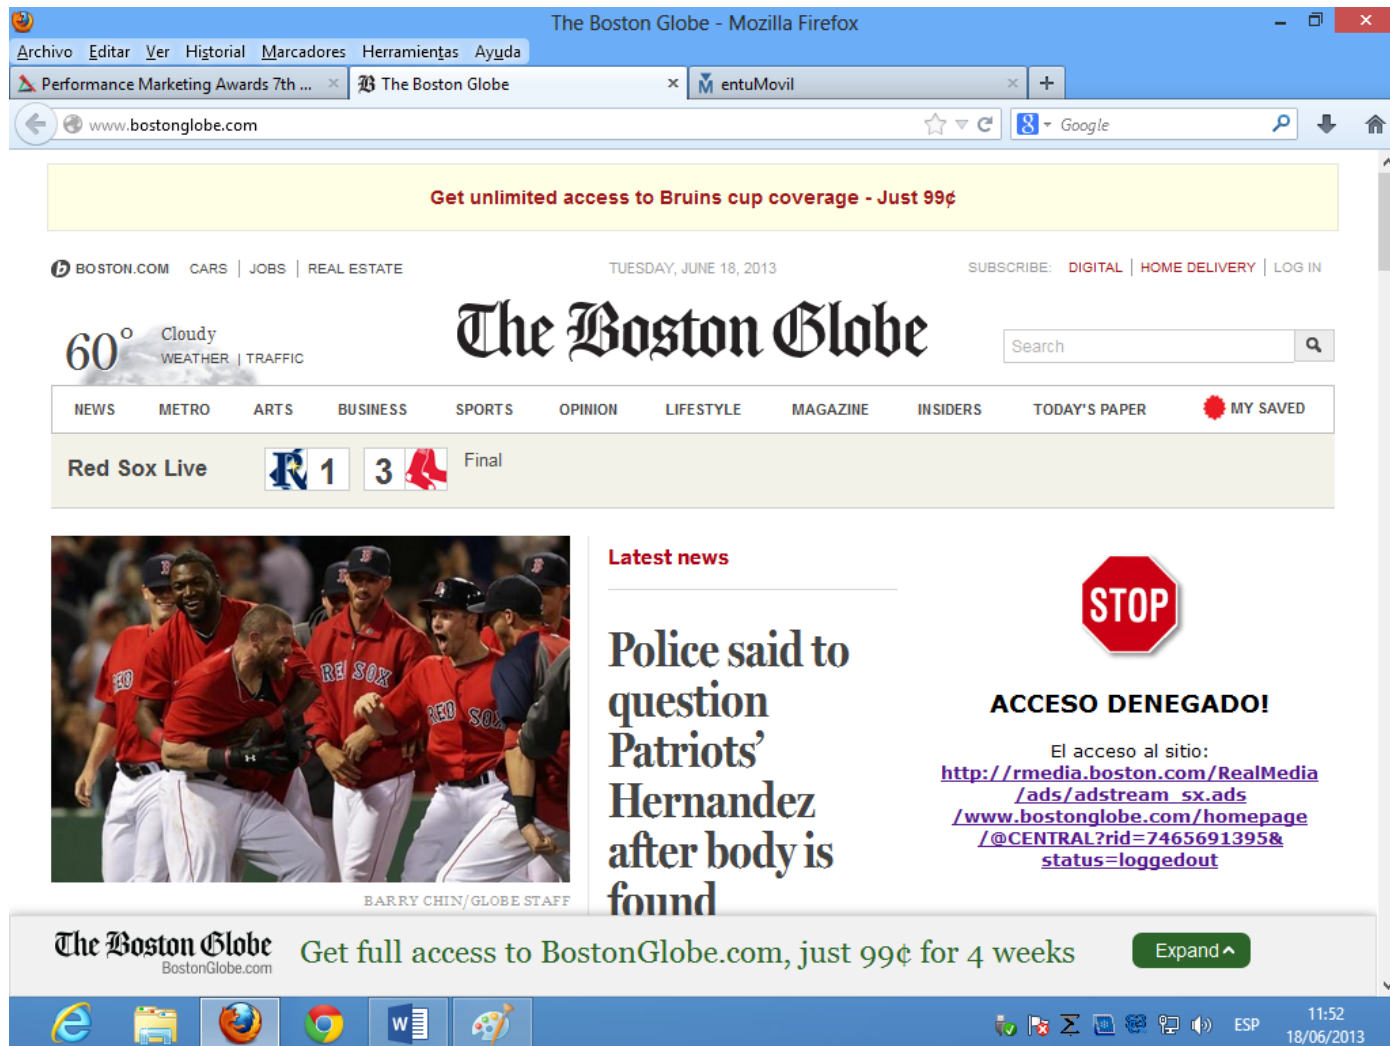 The Boston Globe - Mozilla Firefox
Archivo Editar Ver Historial Marcadores Herramientas Ayuda
Performance Marketing Awards 7th ... The Boston Globe entuMovil
www.bostonglobe.com Google
Get unlimited access to Bruins cup coverage - Just 99¢
BOSTON.COM CARS | JOBS | REAL ESTATE TUESDAY, JUNE 18, 2013 SUBSCRIBE: DIGITAL | HOME DELIVERY | LOG IN
60° Cloudy
WEATHER | TRAFFIC
The Boston Globe
Search
NEWS METRO ARTS BUSINESS SPORTS OPINION LIFESTYLE MAGAZINE INSIDERS TODAY'S PAPER MY SAVED
Red Sox Live R 1 3 Final
RED SOX
RED SOX
Latest news
Police said to
question
Patriots'
Hernandez
after body is
found
BARRY CHIN/GLOBE STAFF
STOP
ACCESO DENEGADO!
El acceso al sitio:
http://rmedia.boston.com/RealMedia
/ads/adstream_sx.ads
/www.bostonglobe.com/homepage
/@CENTRAL?rid=7465691395&
status=loggedout
The Boston Globe
BostonGlobe.com
Get full access to BostonGlobe.com, just 99¢ for 4 weeks
Expand
ESP 11:52
18/06/2013